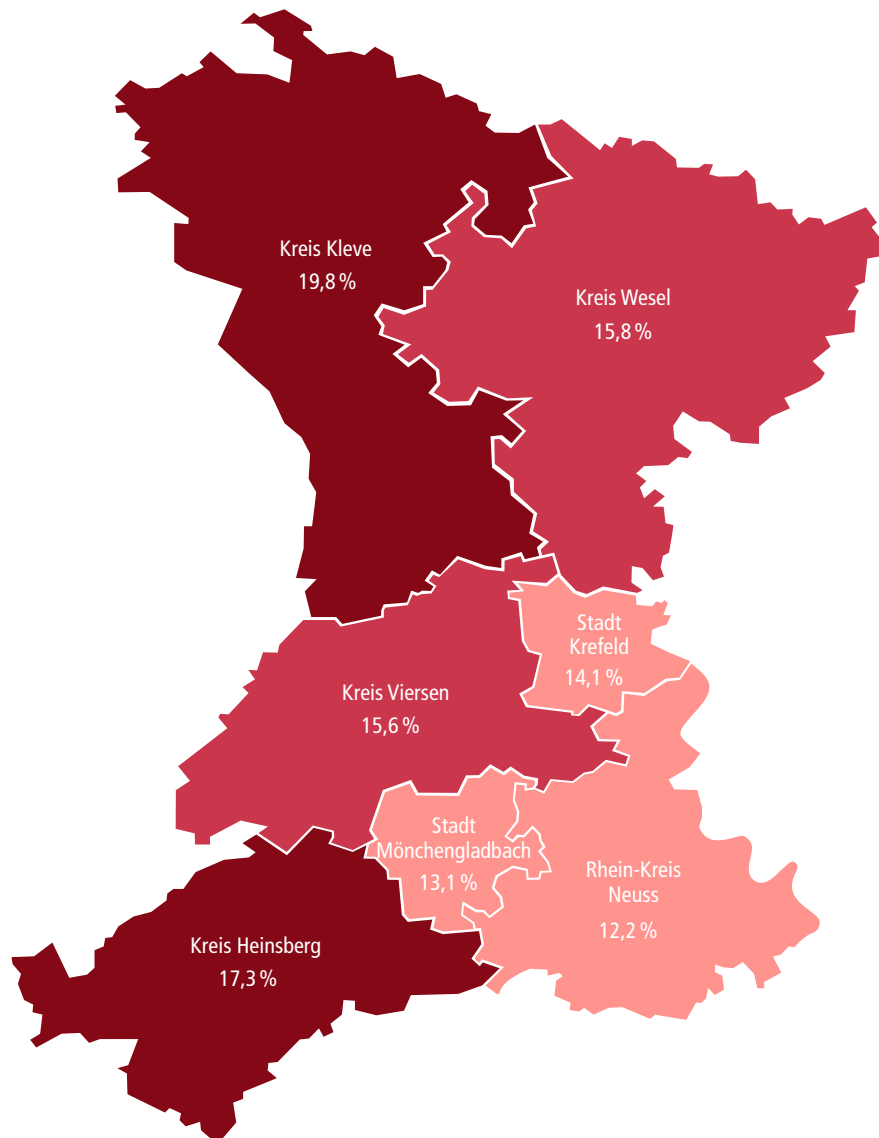 Kreis Kleve
19,8 %
Kreis Wesel
15,8 %
Stadt
Krefeld
14,1 %
Kreis Viersen
15,6 %
Stadt
Mönchengladbach
13,1 %
Rhein-Kreis
Neuss
12,2 %
Kreis Heinsberg
17,3 %